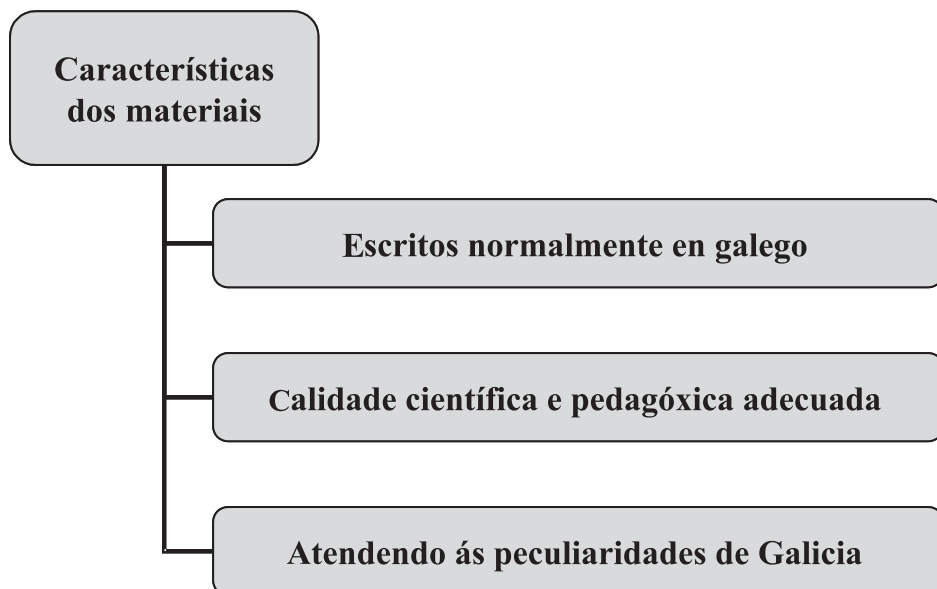 Características
dos materiais
Escritos normalmente en galego
Calidade científica e pedagóxica adecuada
Atendendo ás peculiaridades de Galicia